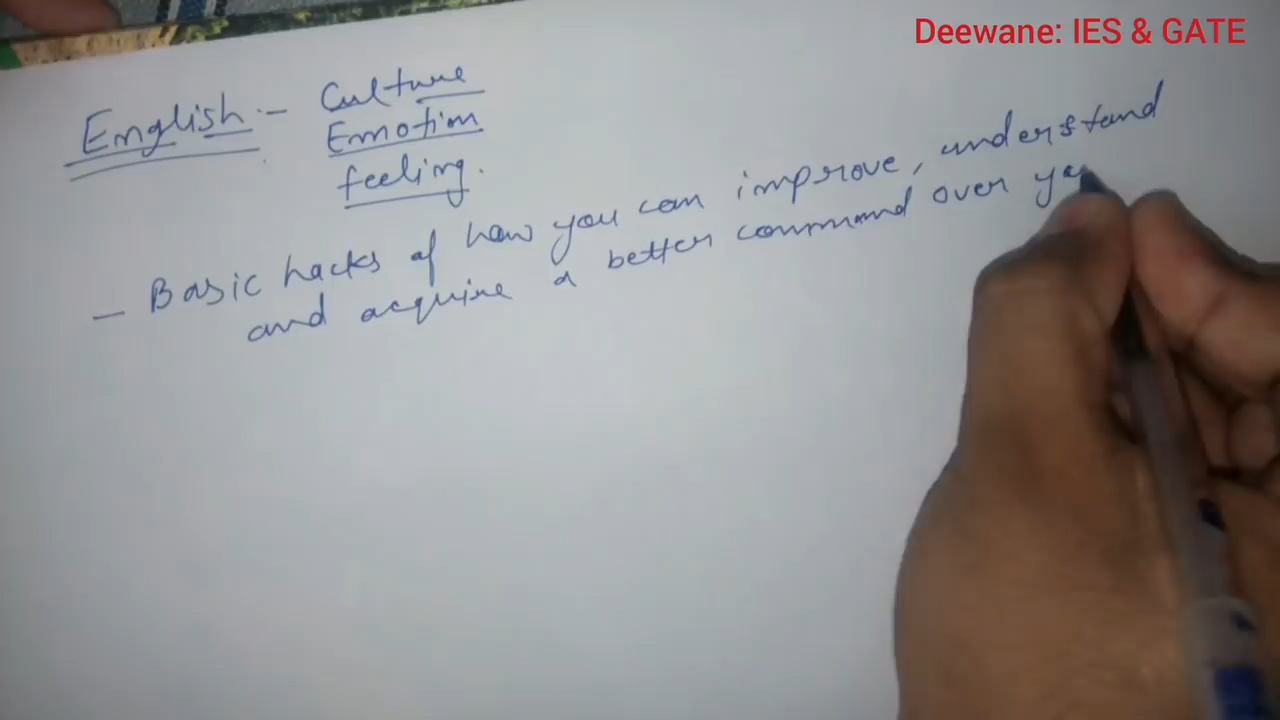 Deewane: IES & GATE
English :- Culture
Emotion
feeling.
- Basic hacks of how you can improve, understand
and acquire a better command over